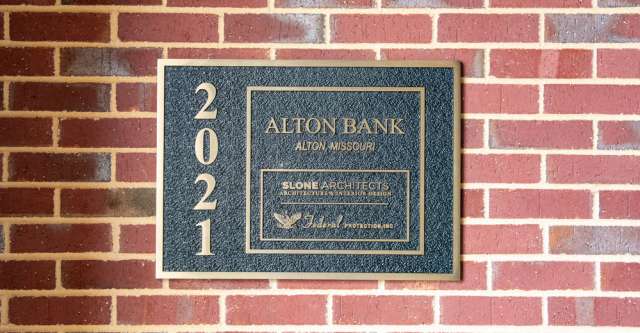 2021
ALTON BANK
ALTON MISSOURI
SLONE ARCHITECTS
ARCHITECTURE & INTERIOR DESIGN
Federal PROTECTION, INC